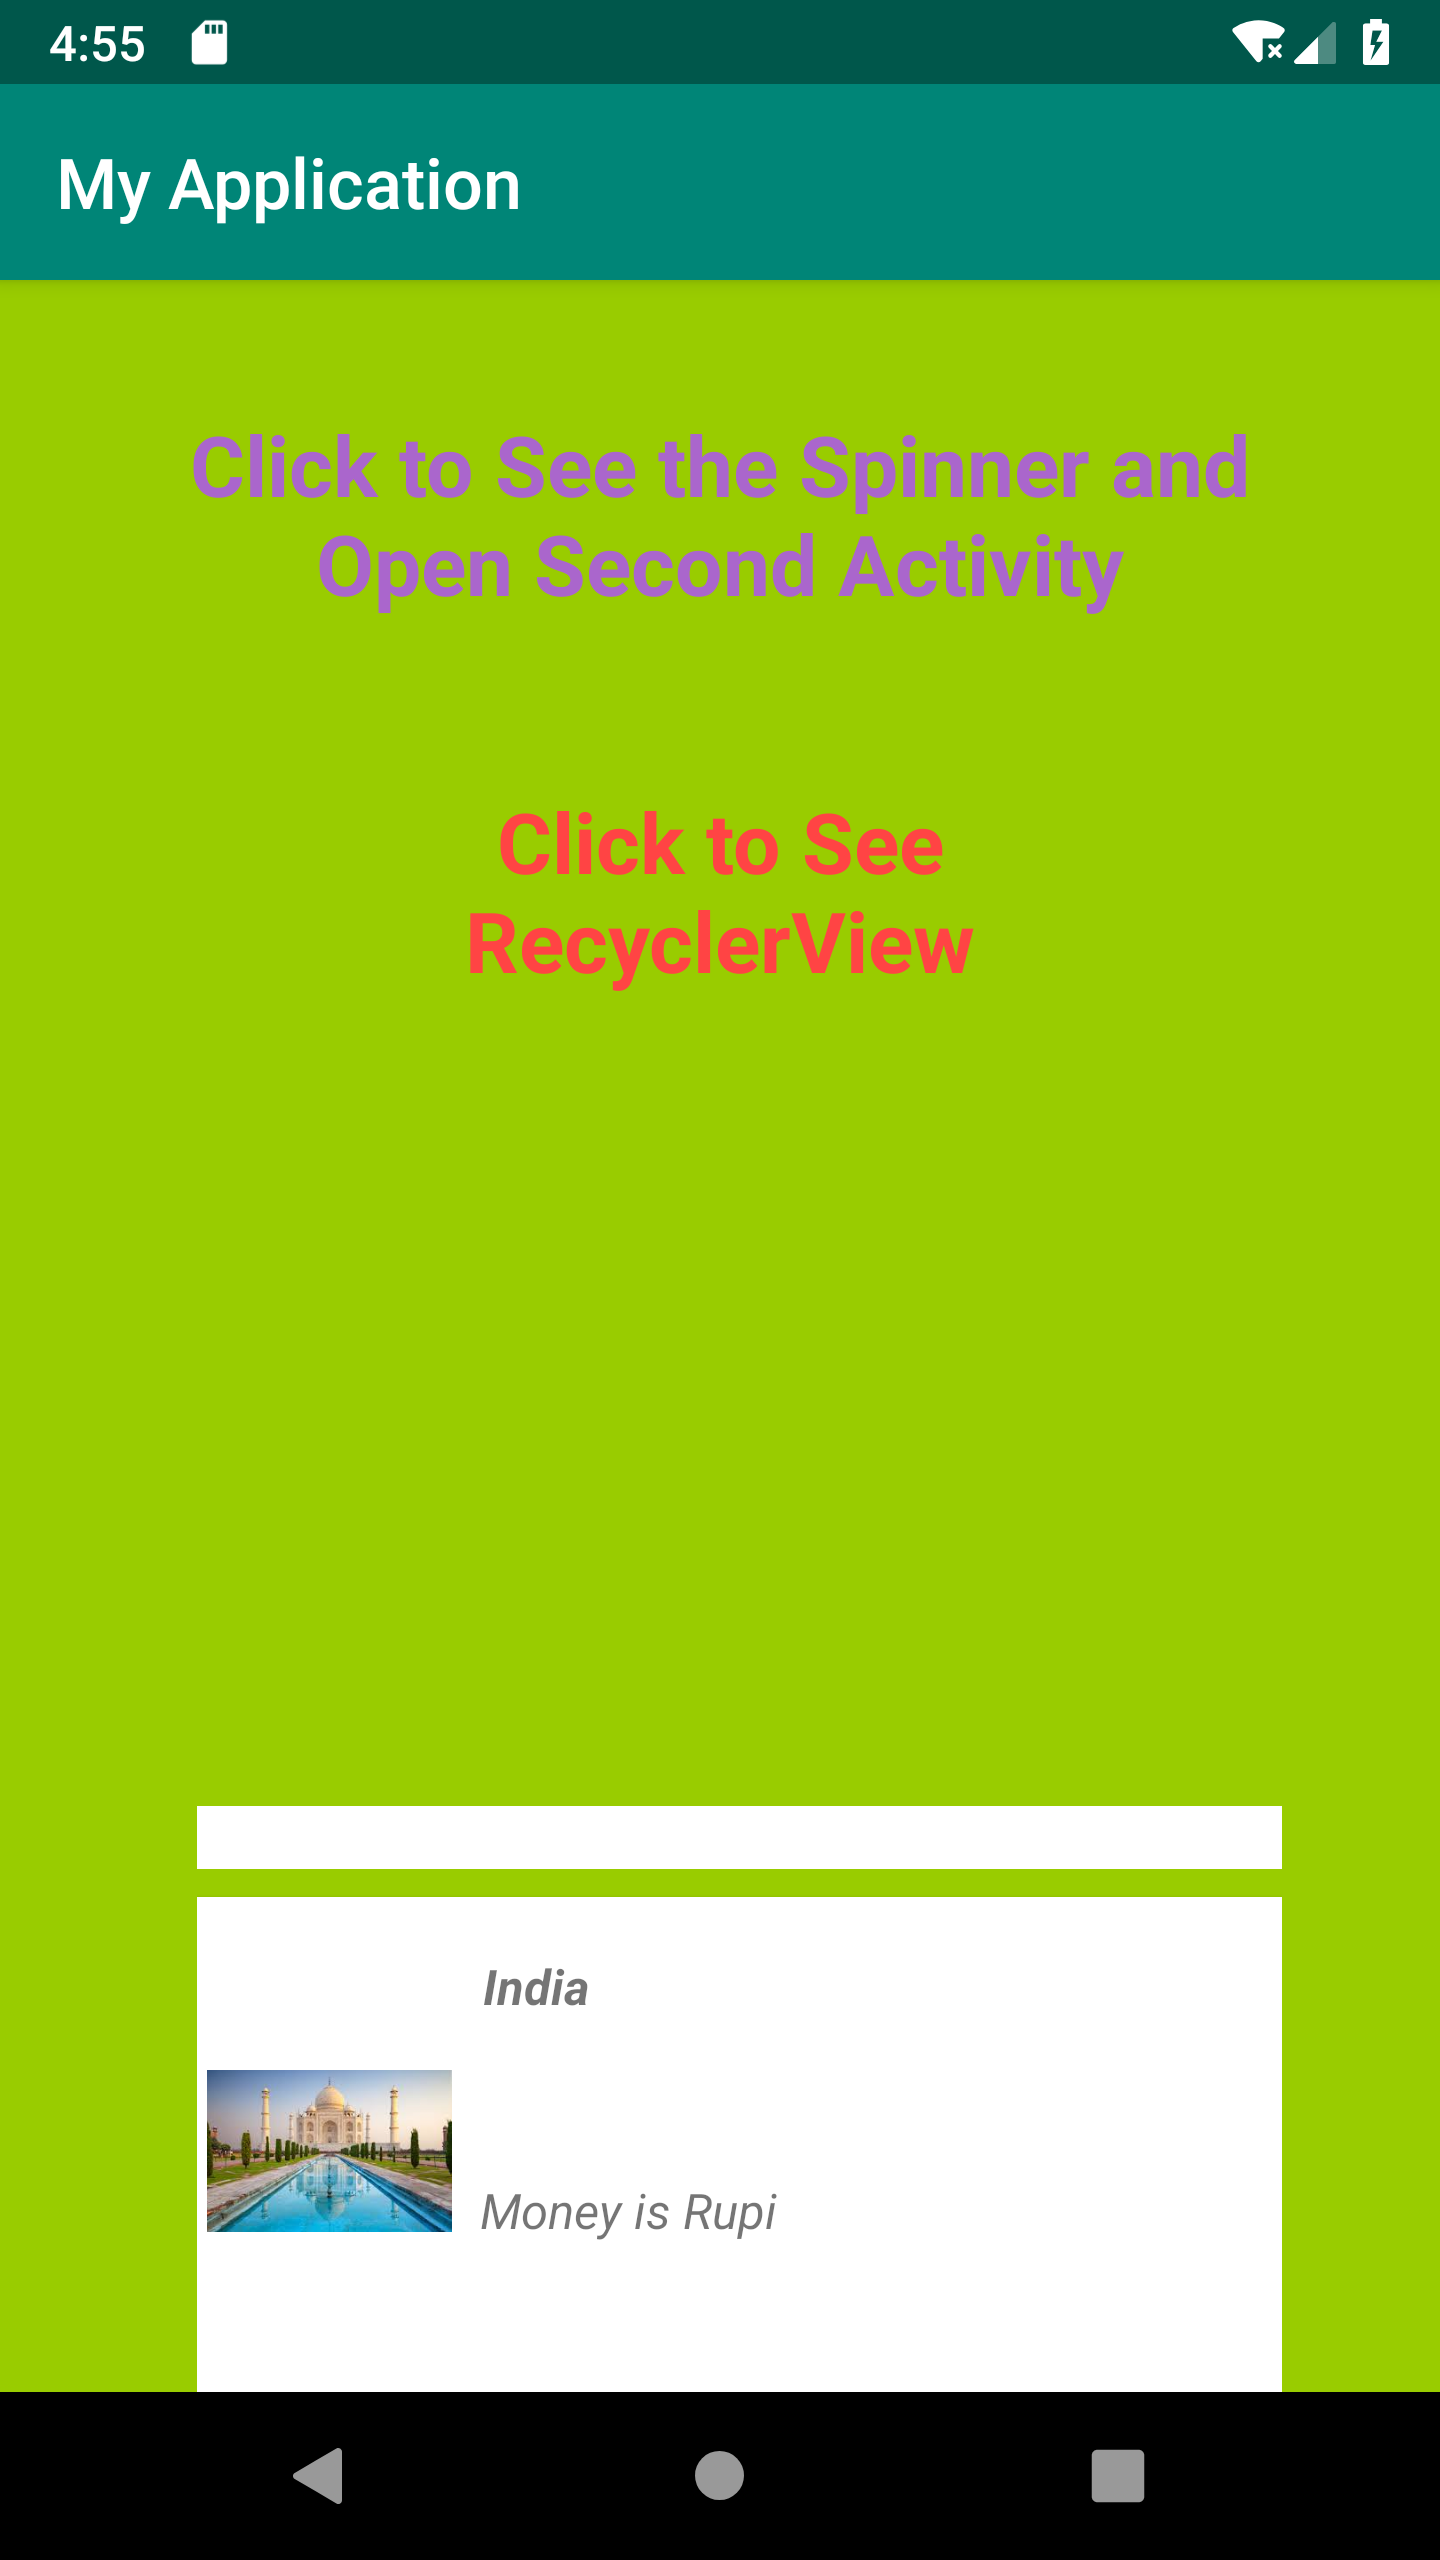 4:55
My Application
Click to See the Spinner and
Open Second Activity
Click to See
RecyclerView
India
Money is Rupi